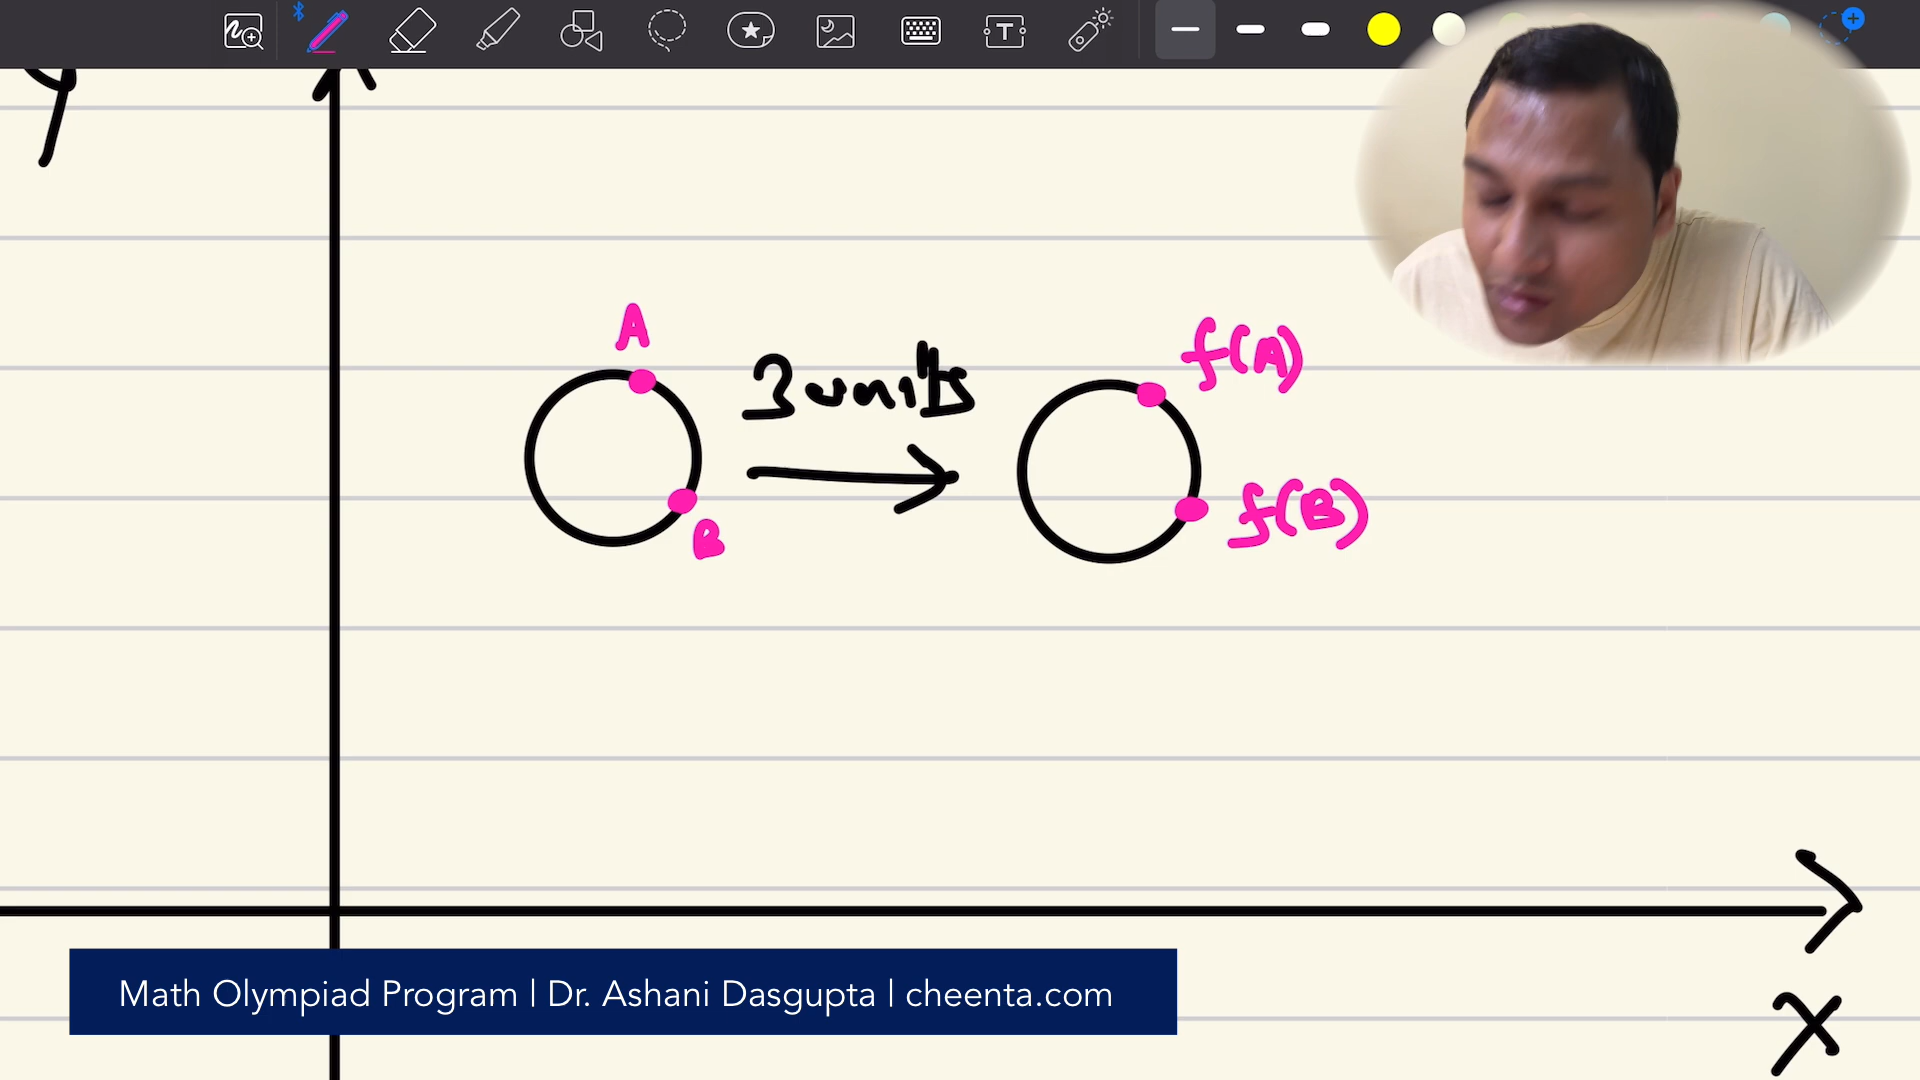 y
A
3 units
f(A)
B
f(B)
x
Math Olympiad Program | Dr. Ashani Dasgupta | cheenta.com